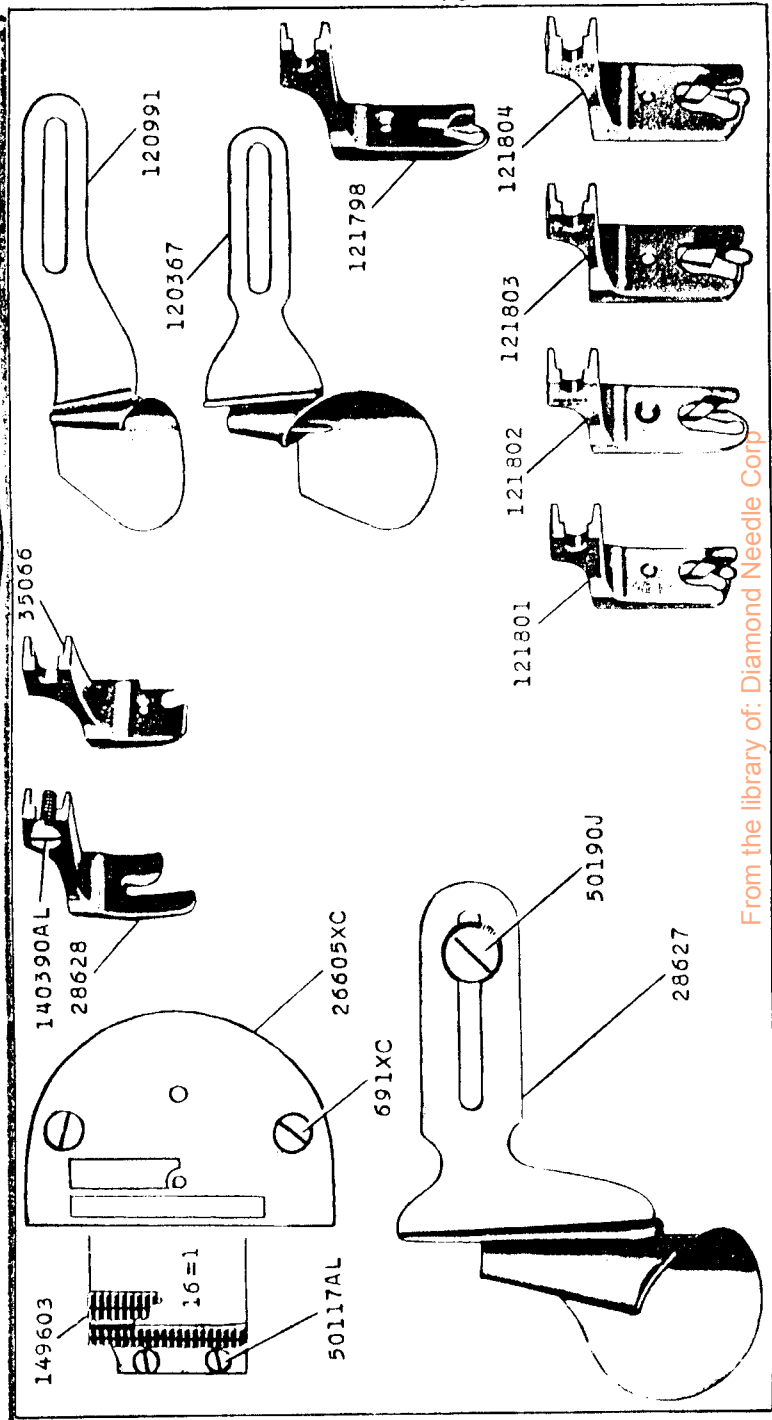 149603
16=1
50117AL
140390AL
28628
35066
26605XC
691XC
50190J
28627
120991
120367
121798
121801
121802
121803
121804
C
C
C
C
From the library of: Diamond Needle Corp